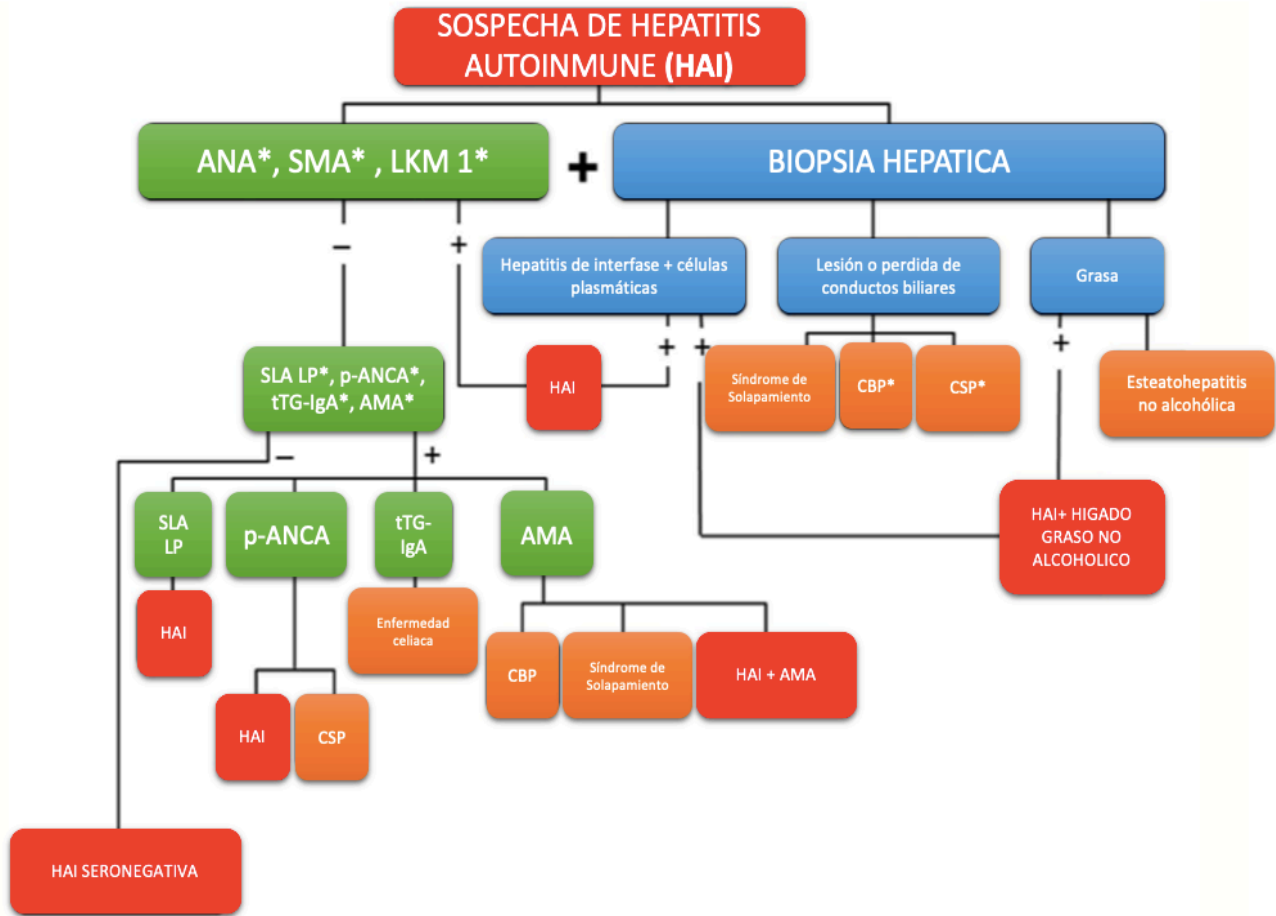 SOSPECHA DE HEPATITIS
AUTOINMUNE (HAI)
ANA*, SMA* , LKM 1*
+
BIOPSIA HEPATICA
–
+
Hepatitis de interfase + células
plasmáticas
Lesión o perdida de
conductos biliares
Grasa
+
+
+
SLA LP*, p-ANCA*,
tTG-IgA*, AMA*
HAI
Síndrome de
Solapamiento
CBP*
CSP*
Esteatohepatitis
no alcohólica
–
+
SLA
LP
p-ANCA
tTG-
IgA
AMA
HAI+ HIGADO
GRASO NO
ALCOHOLICO
HAI
Enfermedad
celiaca
CBP
Síndrome de
Solapamiento
HAI + AMA
HAI
CSP
HAI SERONEGATIVA